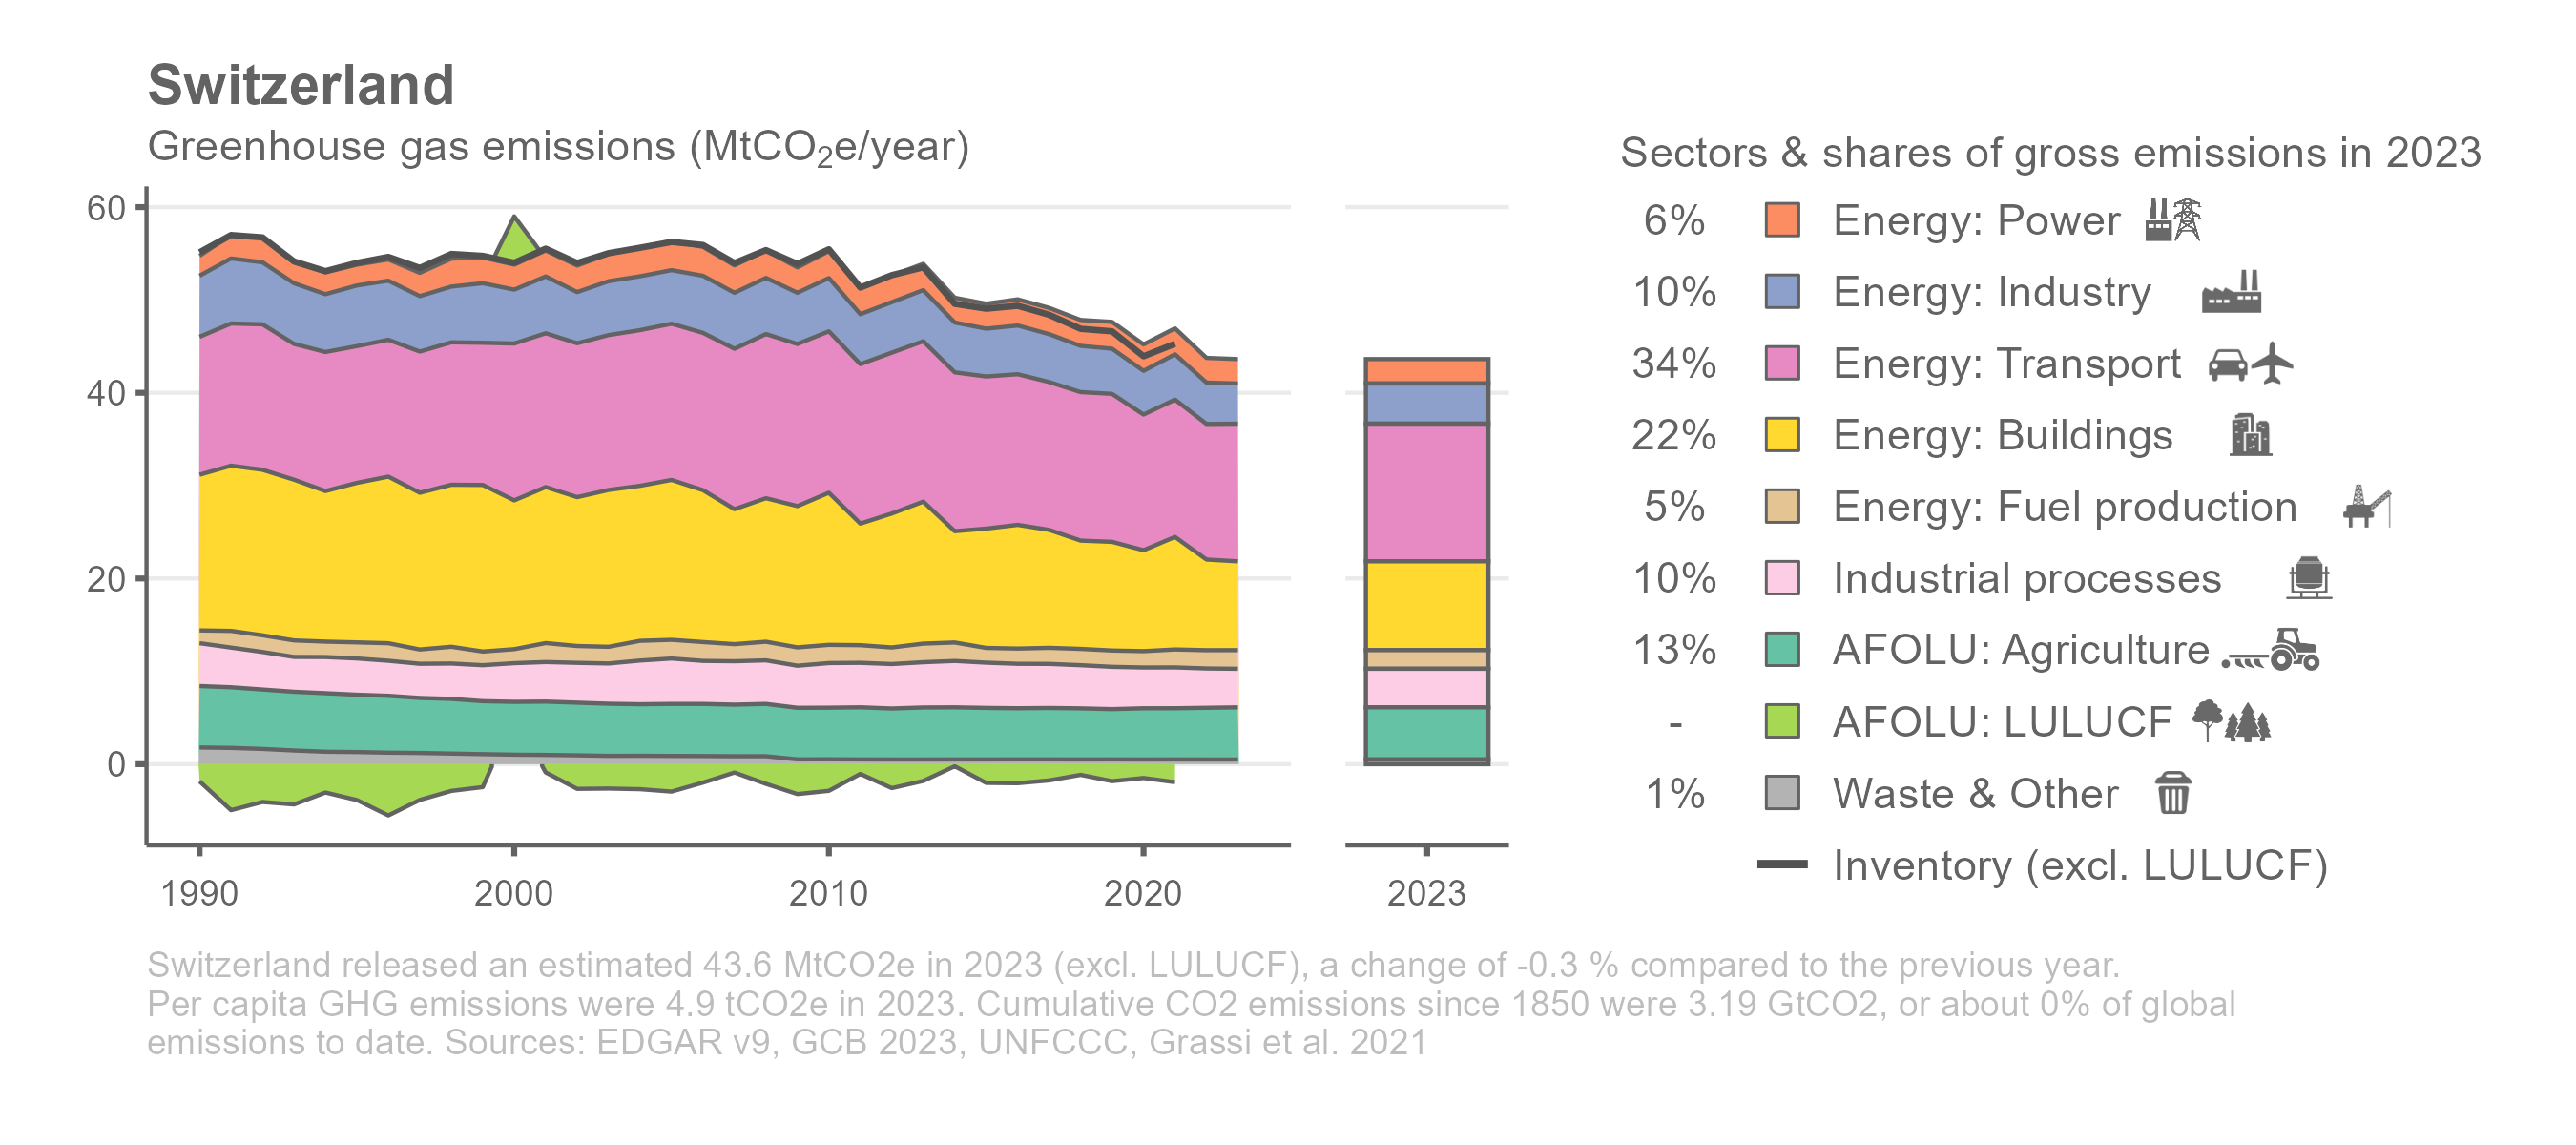 Switzerland
Greenhouse gas emissions (MtCO₂e/year)
60
40
20
0
1990 2000 2010 2020 2023
Sectors & shares of gross emissions in 2023
6% Energy: Power
10% Energy: Industry
34% Energy: Transport
22% Energy: Buildings
5% Energy: Fuel production
10% Industrial processes
13% AFOLU: Agriculture
- AFOLU: LULUCF
1% Waste & Other
Inventory (excl. LULUCF)
Switzerland released an estimated 43.6 MtCO2e in 2023 (excl. LULUCF), a change of -0.3 % compared to the previous year.
Per capita GHG emissions were 4.9 tCO2e in 2023. Cumulative CO2 emissions since 1850 were 3.19 GtCO2, or about 0% of global
emissions to date. Sources: EDGAR v9, GCB 2023, UNFCCC, Grassi et al. 2021